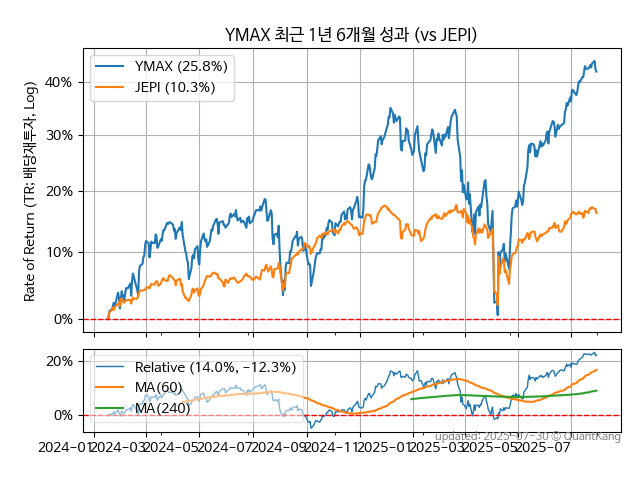 YMAX 최근 1년 6개월 성과 (vs JEPI)
YMAX (25.8%)
JEPI (10.3%)
Rate of Return (TR: 배당재투자, Log)
40%
30%
20%
10%
0%
Relative (14.0%, -12.3%)
MA(60)
MA(240)
20%
0%
2024-01 2024-03 2024-05 2024-07 2024-09 2024-11 2025-01 2025-03 2025-05 2025-07
updated: 2025-07-30 © QuantKang